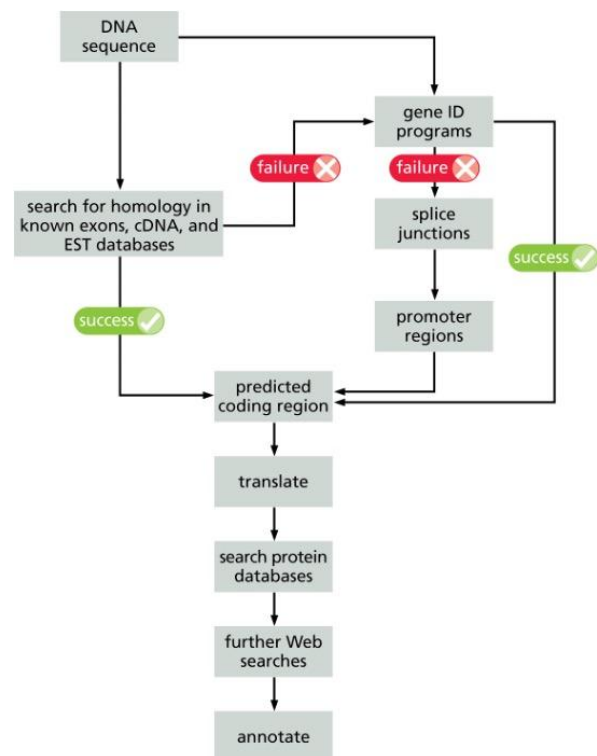 DNA
sequence
gene ID
programs
failure
failure
search for homology in
known exons, cDNA, and
EST databases
splice
junctions
success
success
promoter
regions
predicted
coding region
translate
search protein
databases
further Web
searches
annotate